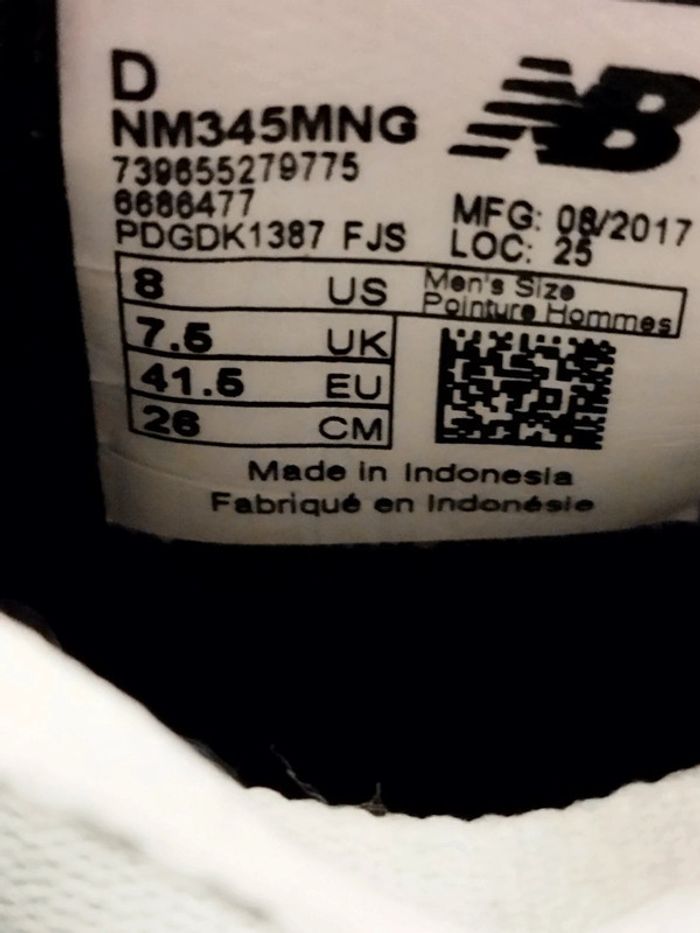 D
NM345MNG
739655279775
6686477
PDGDK1387 FJS
MFG: 08/2017
LOC: 25
8 US Men's Size
Pointure Hommes
7.5 UK
41.5 EU
26 CM
Made in Indonesia
Fabriqué en Indonésie